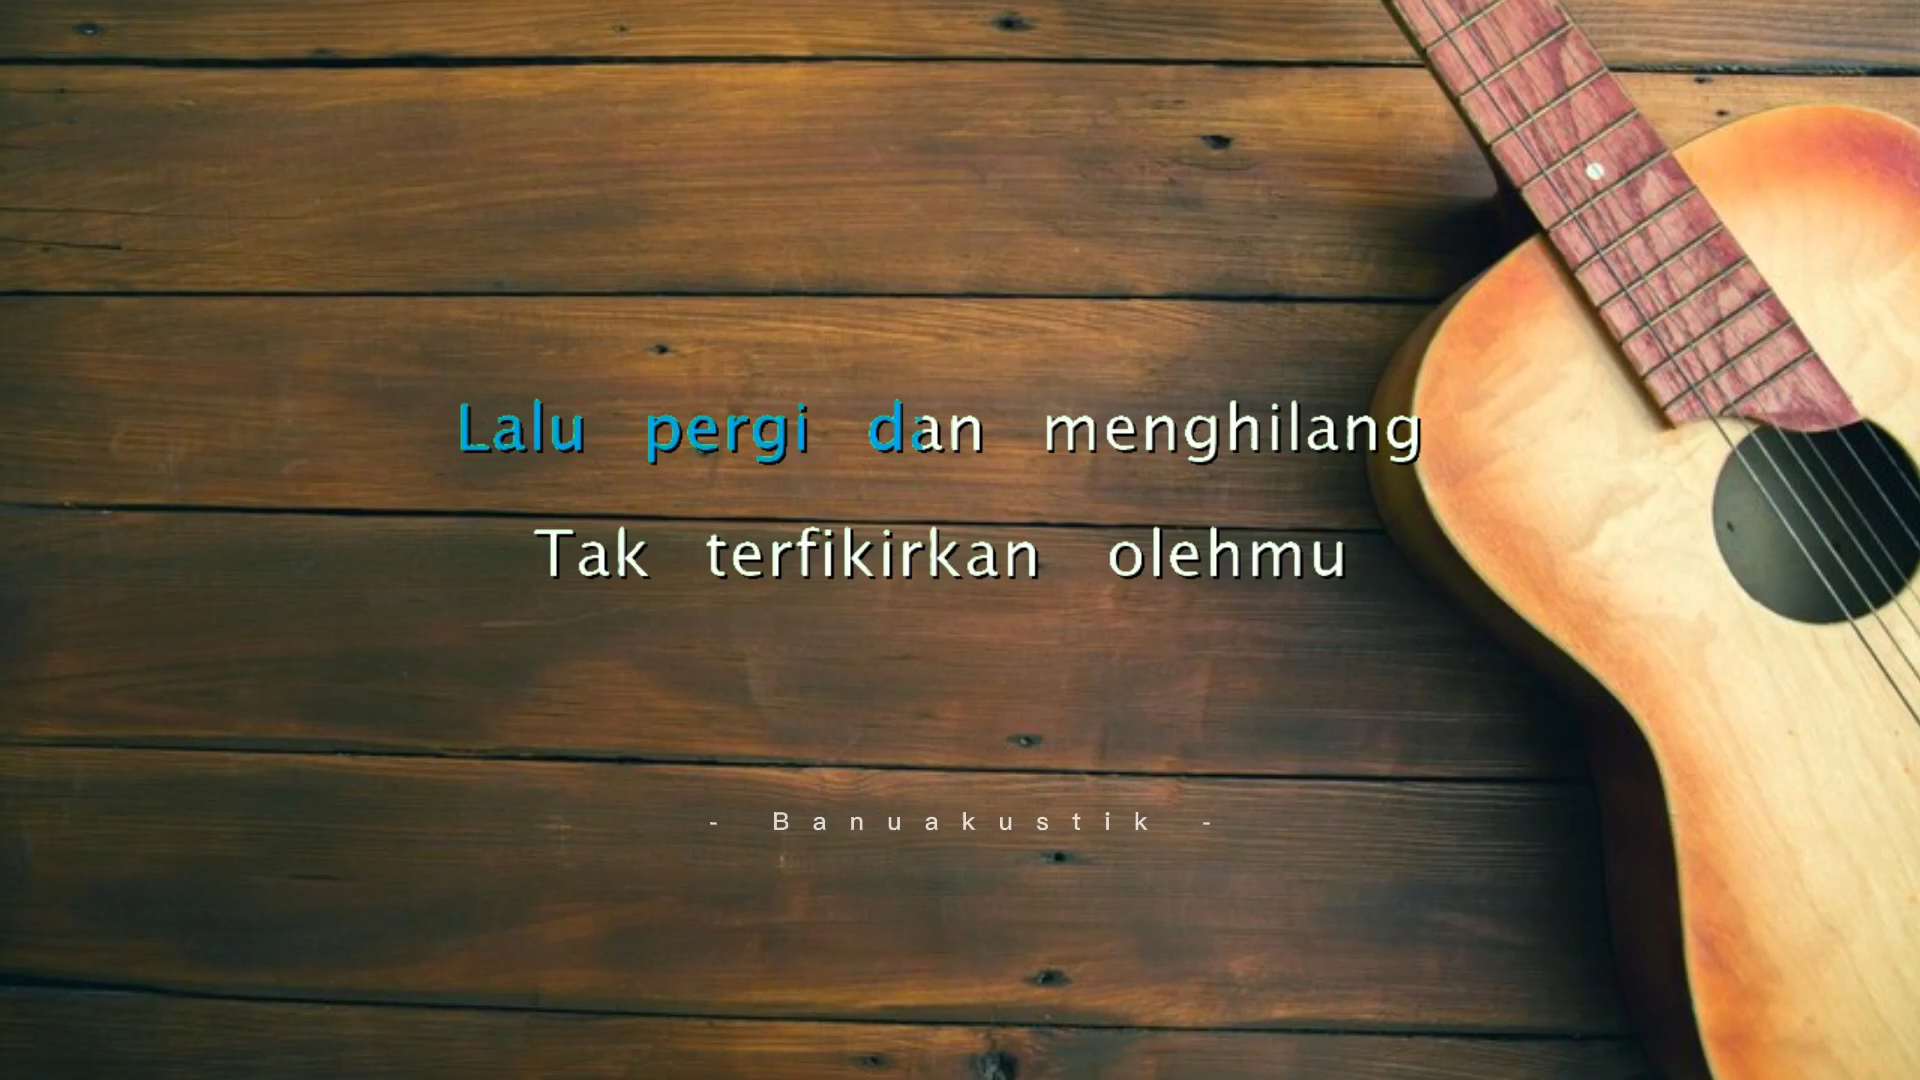 Lalu pergi dan menghilang
Tak terfikirkan olehmu
- Banuakustik -